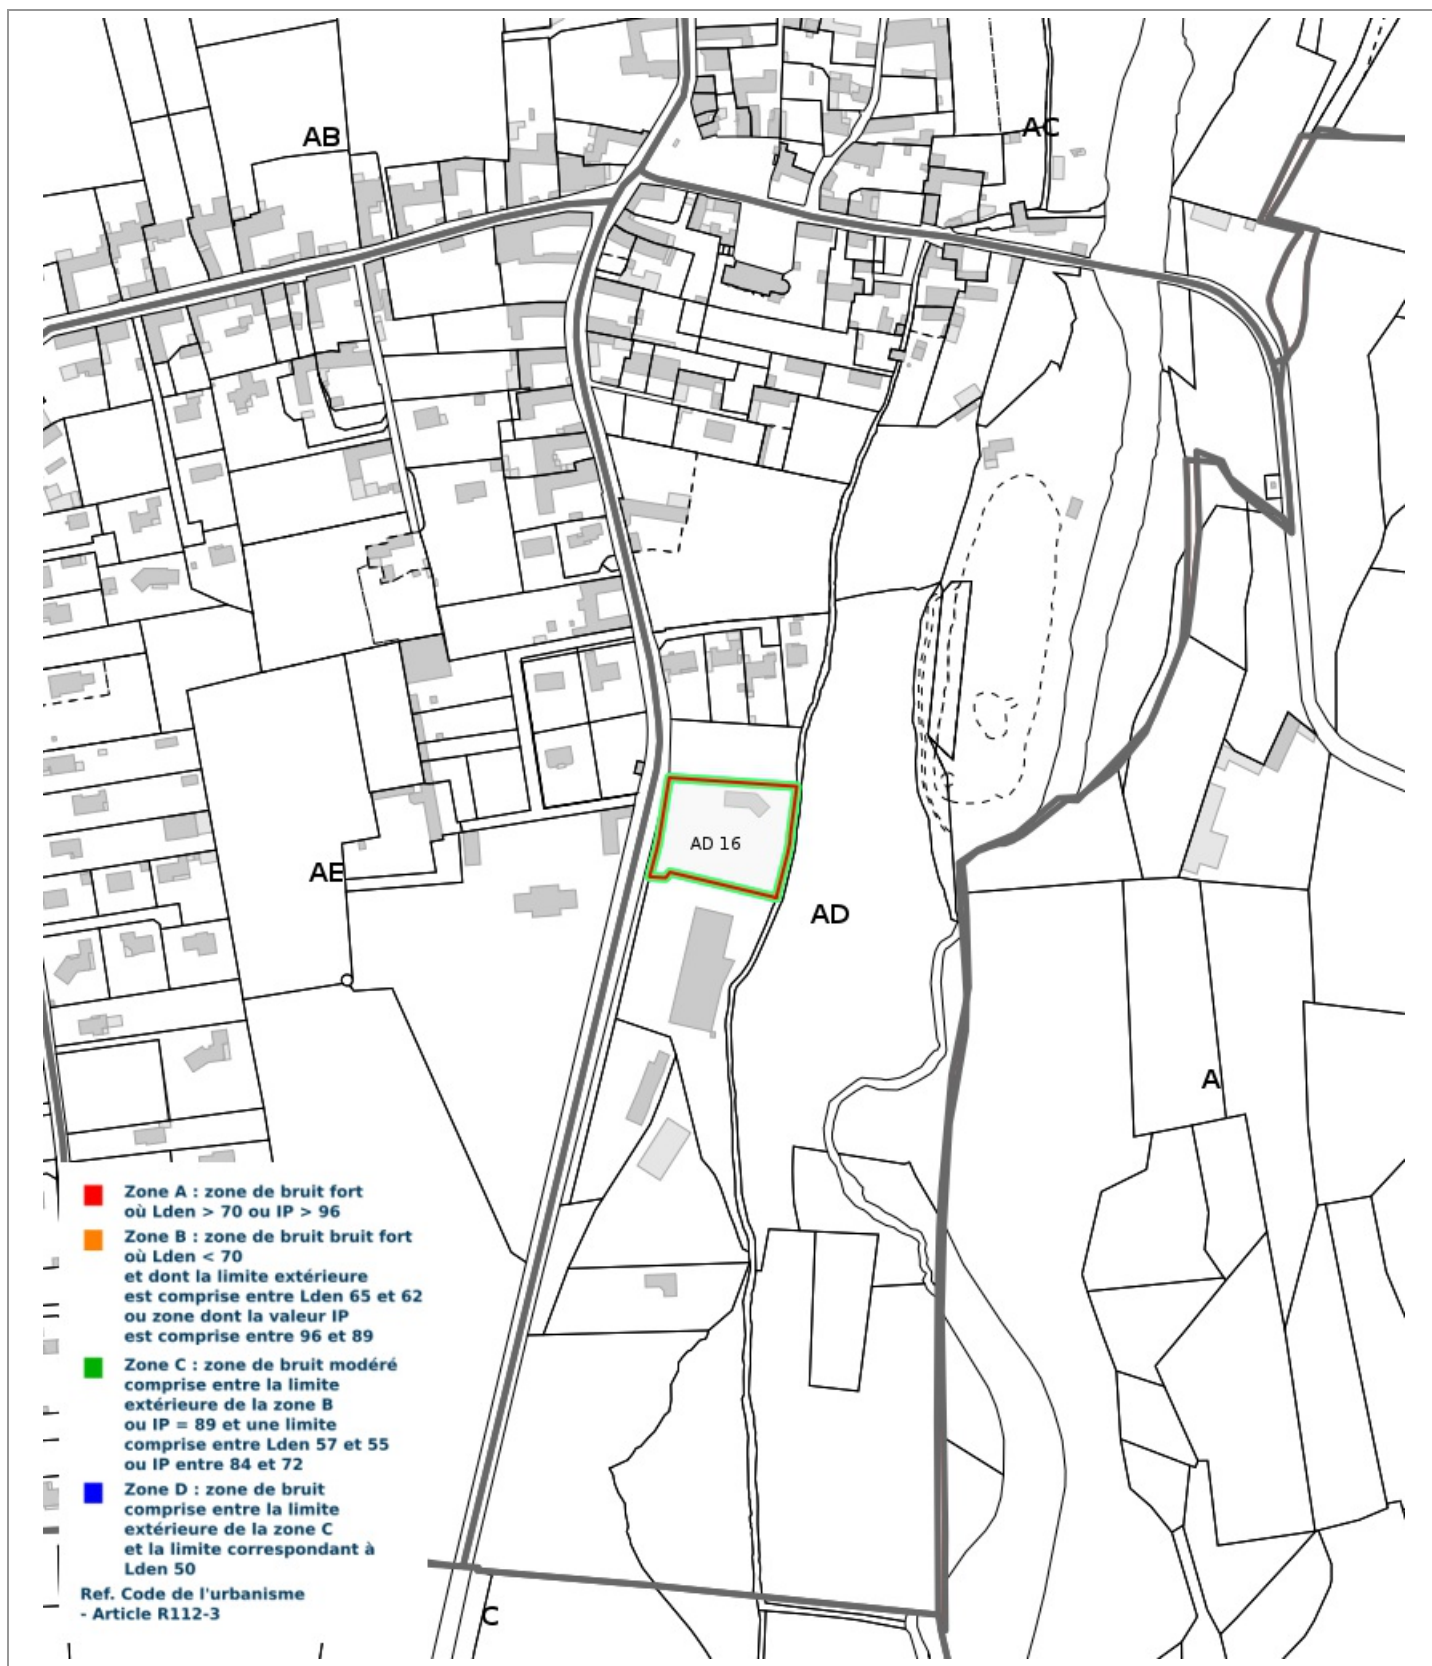 AB
AC
AD 16
AE
AD
A
Zone A : zone de bruit fort
où Lden > 70 ou IP > 96
Zone B : zone de bruit bruit fort
où Lden < 70
et dont la limite extérieure
est comprise entre Lden 65 et 62
ou zone dont la valeur IP
est comprise entre 96 et 89
Zone C : zone de bruit modéré
comprise entre la limite
extérieure de la zone B
ou IP = 89 et une limite
comprise entre Lden 57 et 55
ou IP entre 84 et 72
Zone D : zone de bruit
comprise entre la limite
extérieure de la zone C
et la limite correspondant à
Lden 50
Ref. Code de l'urbanisme
- Article R112-3
C